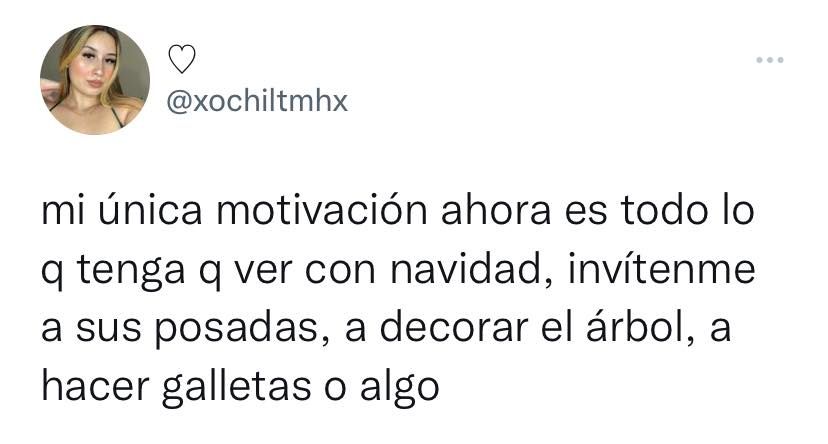 ♡
@xochiltmhx
mi única motivación ahora es todo lo
q tenga q ver con navidad, invítenme
a sus posadas, a decorar el árbol, a
hacer galletas o algo